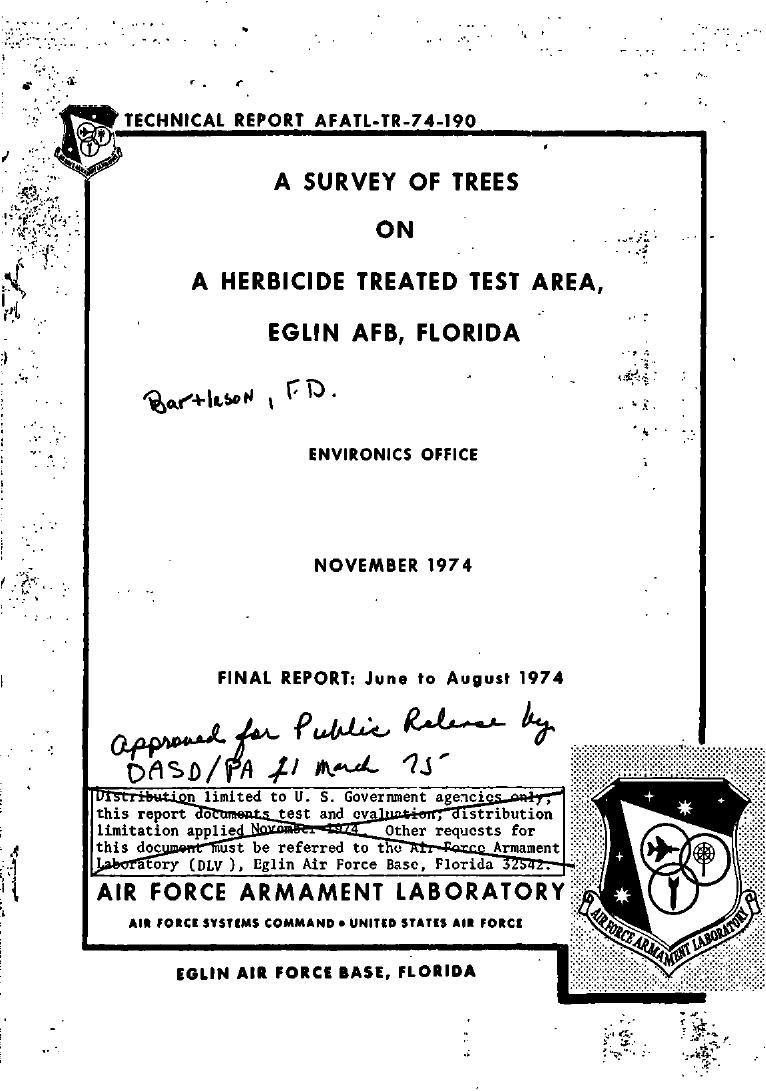 TECHNICAL REPORT AFATL-TR-74-190
A SURVEY OF TREES
ON
A HERBICIDE TREATED TEST AREA,
EGLIN AFB, FLORIDA
Bartleson, F.D.
ENVIRONICS OFFICE
NOVEMBER 1974
FINAL REPORT: June to August 1974
Approved for Public Release by
DASD/PA 21 March 75
Distribution limited to U. S. Government agencies only;
this report documents test and evaluation; distribution
limitation applied November 1974. Other requests for
this document must be referred to the Air Force Armament
Laboratory (DLV), Eglin Air Force Base, Florida 32542.
AIR FORCE ARMAMENT LABORATORY
AIR FORCE SYSTEMS COMMAND • UNITED STATES AIR FORCE
AIR FORCE ARMAMENT LABORATORY
EGLIN AIR FORCE BASE, FLORIDA